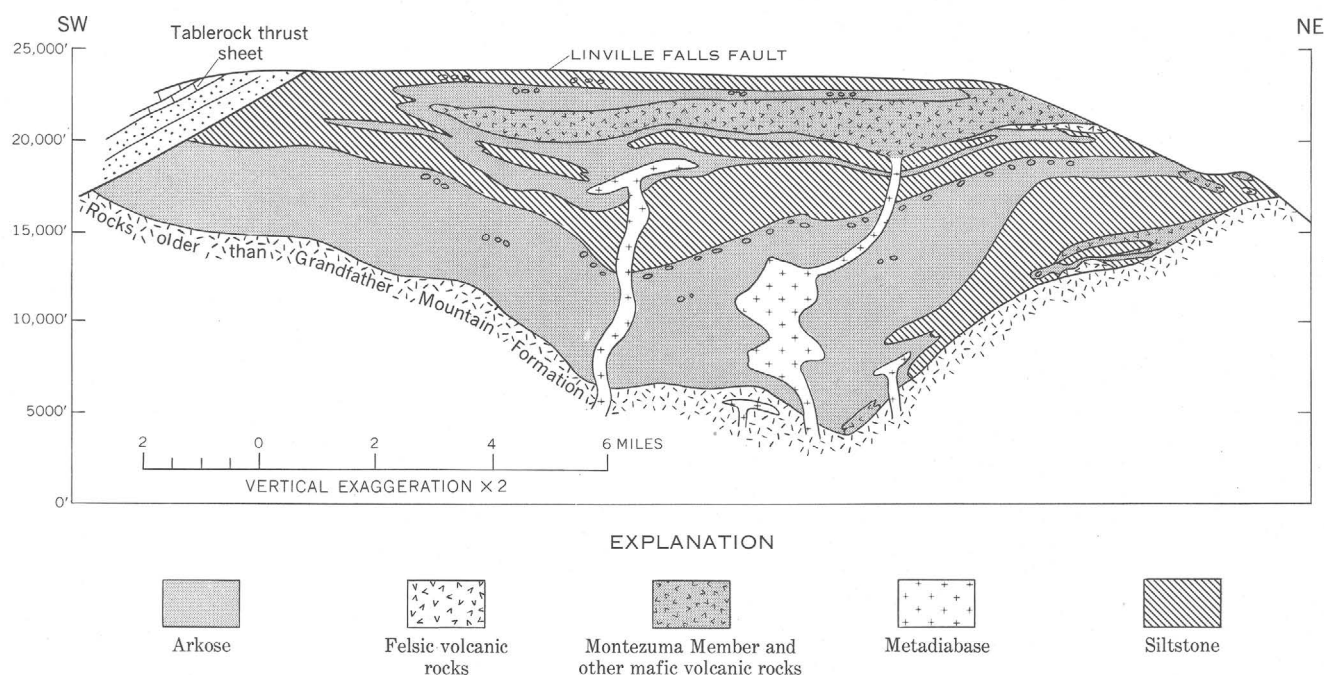 SW
NE
Tablerock thrust
sheet
LINVILLE FALLS FAULT
25,000'
20,000'
15,000'
10,000'
5000'
0'
Rocks older than Grandfather Mountain Formation
2 0 2 4 6 MILES
VERTICAL EXAGGERATION ×2
EXPLANATION
Arkose
Felsic volcanic
rocks
Montezuma Member and
other mafic volcanic rocks
Metadiabase
Siltstone